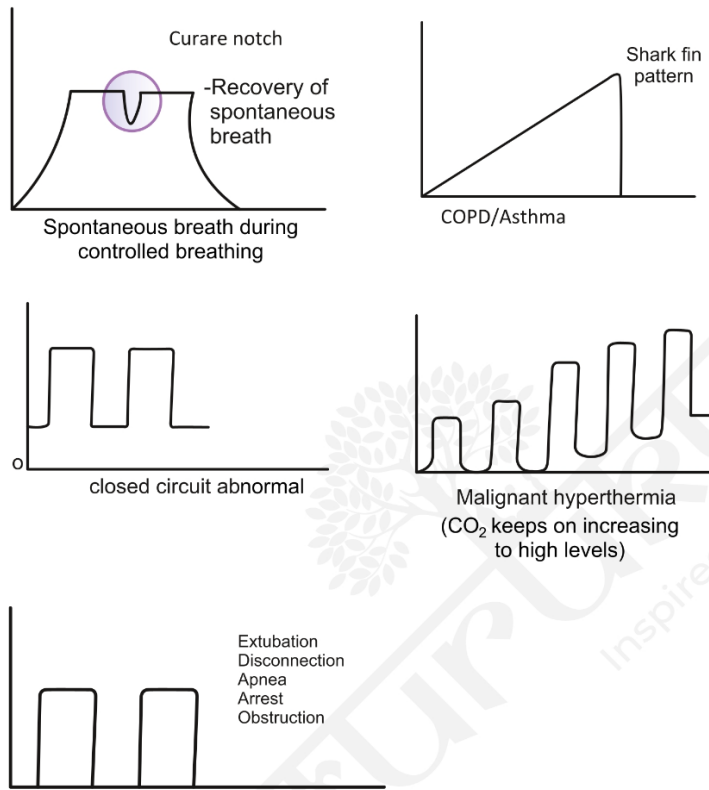 Curare notch
-Recovery of
spontaneous
breath
Spontaneous breath during
controlled breathing
Shark fin
pattern
COPD/Asthma
O
closed circuit abnormal
Malignant hyperthermia
(CO₂ keeps on increasing
to high levels)
Extubation
Disconnection
Apnea
Arrest
Obstruction
Inspire